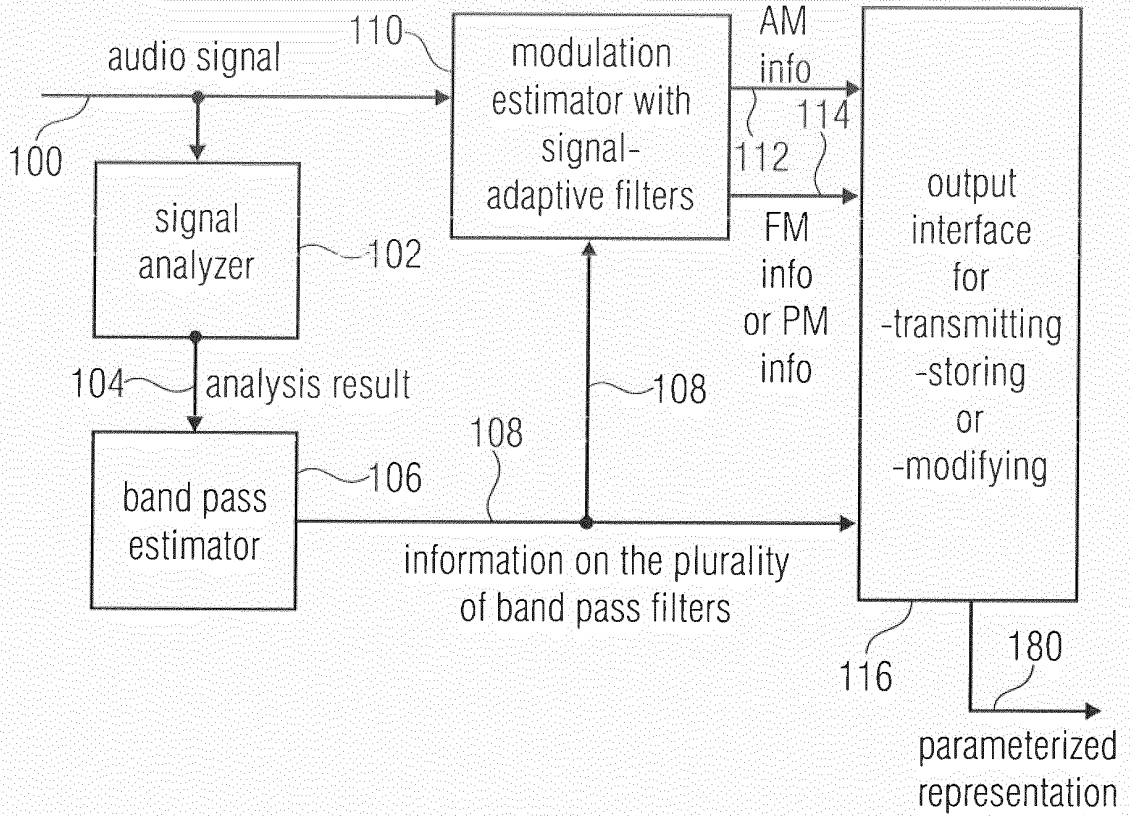 audio signal
100
110
modulation
estimator with
signal-
adaptive filters
AM
info
112
114
FM
info
or PM
info
signal
analyzer
102
104
analysis result
band pass
estimator
106
108
108
information on the plurality
of band pass filters
output
interface
for
-transmitting
-storing
or
-modifying
116
180
parameterized
representation